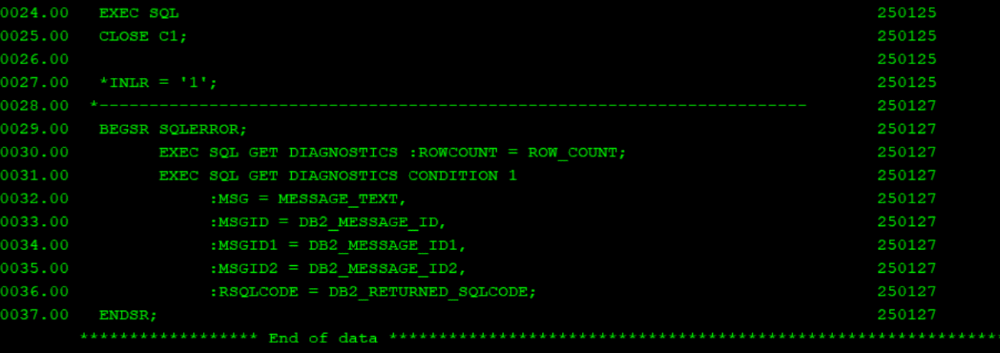 0024.00 EXEC SQL 250125
0025.00 CLOSE C1; 250125
0026.00 250125
0027.00 *INLR = '1'; 250125
0028.00 *----------------------------------------------------------------------- 250127
0029.00 BEGSR SQLERROR; 250127
0030.00 EXEC SQL GET DIAGNOSTICS :ROWCOUNT = ROW_COUNT; 250127
0031.00 EXEC SQL GET DIAGNOSTICS CONDITION 1 250127
0032.00 :MSG = MESSAGE_TEXT, 250127
0033.00 :MSGID = DB2_MESSAGE_ID, 250127
0034.00 :MSGID1 = DB2_MESSAGE_ID1, 250127
0035.00 :MSGID2 = DB2_MESSAGE_ID2, 250127
0036.00 :RSQLCODE = DB2_RETURNED_SQLCODE; 250127
0037.00 ENDSR; 250127
****************** End of data *************************************************************